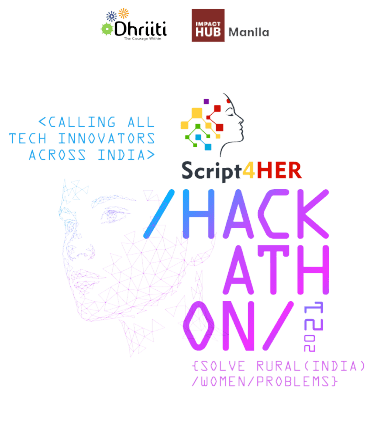 Dhriiti
The Courage Within
IMPACT
HUB
Manila
<CALLING ALL
TECH INNOVATORS
ACROSS INDIA>
Script4HER
/HACK
ATH
ON/
2021
{SOLVE RURAL(INDIA)
/WOMEN/PROBLEMS}